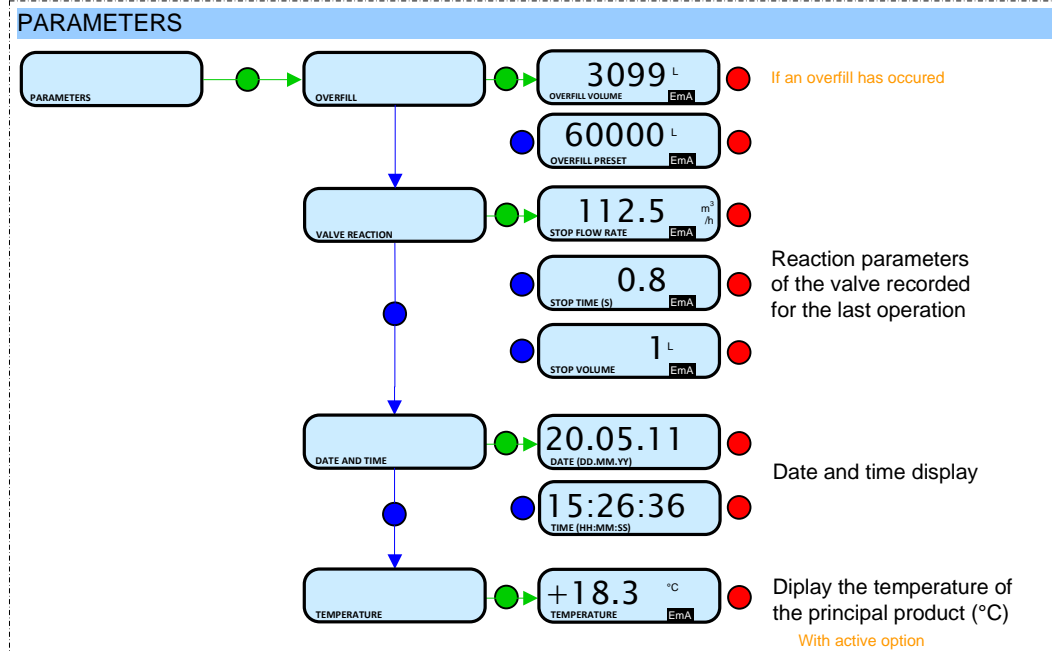 PARAMETERS
PARAMETERS
OVERFILL
3099 L
OVERFILL VOLUME EmA
If an overfill has occured
60000 L
OVERFILL PRESET EmA
VALVE REACTION
112.5 m³/h
STOP FLOW RATE EmA
0.8
STOP TIME (S) EmA
1 L
STOP VOLUME EmA
Reaction parameters
of the valve recorded
for the last operation
DATE AND TIME
20.05.11
DATE (DD.MM.YY)
15:26:36
TIME (HH:MM:SS)
Date and time display
TEMPERATURE
+18.3 °C
TEMPERATURE EmA
Diplay the temperature of
the principal product (°C)
With active option